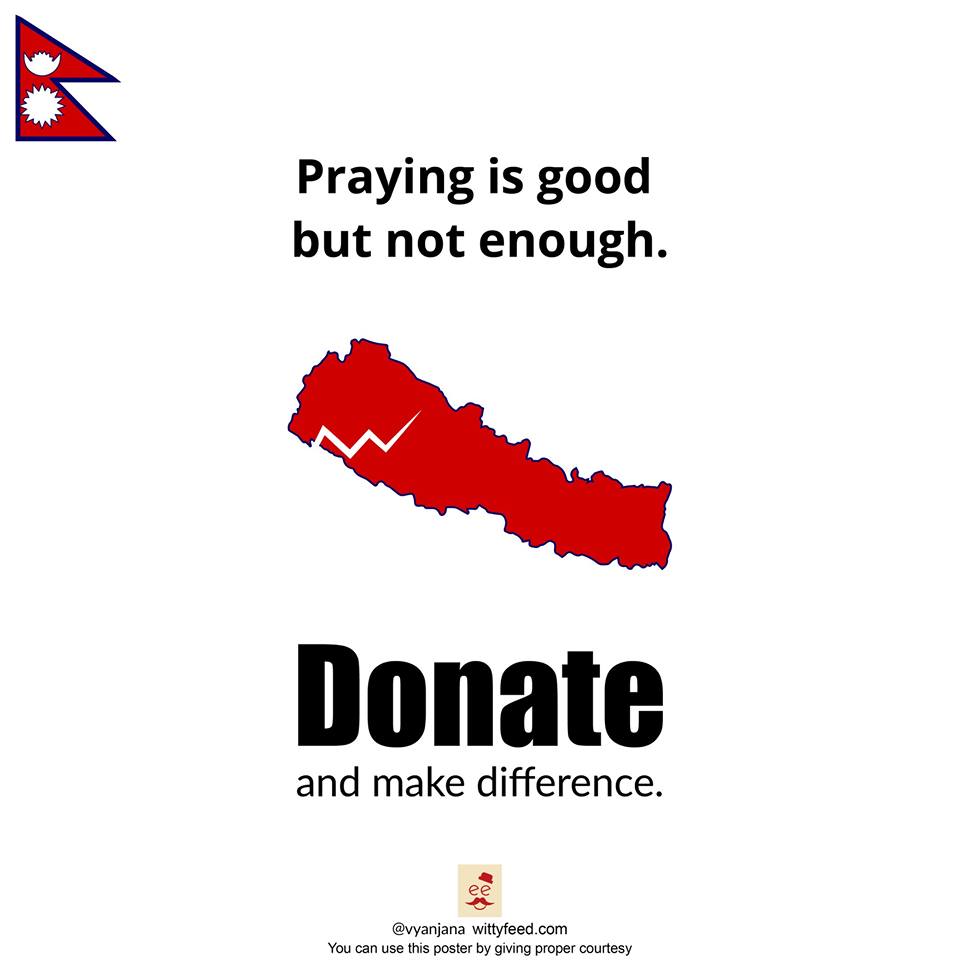 Praying is good
but not enough.
Donate
and make difference.
ee
@vyanjana wittyfeed.com
You can use this poster by giving proper courtesy